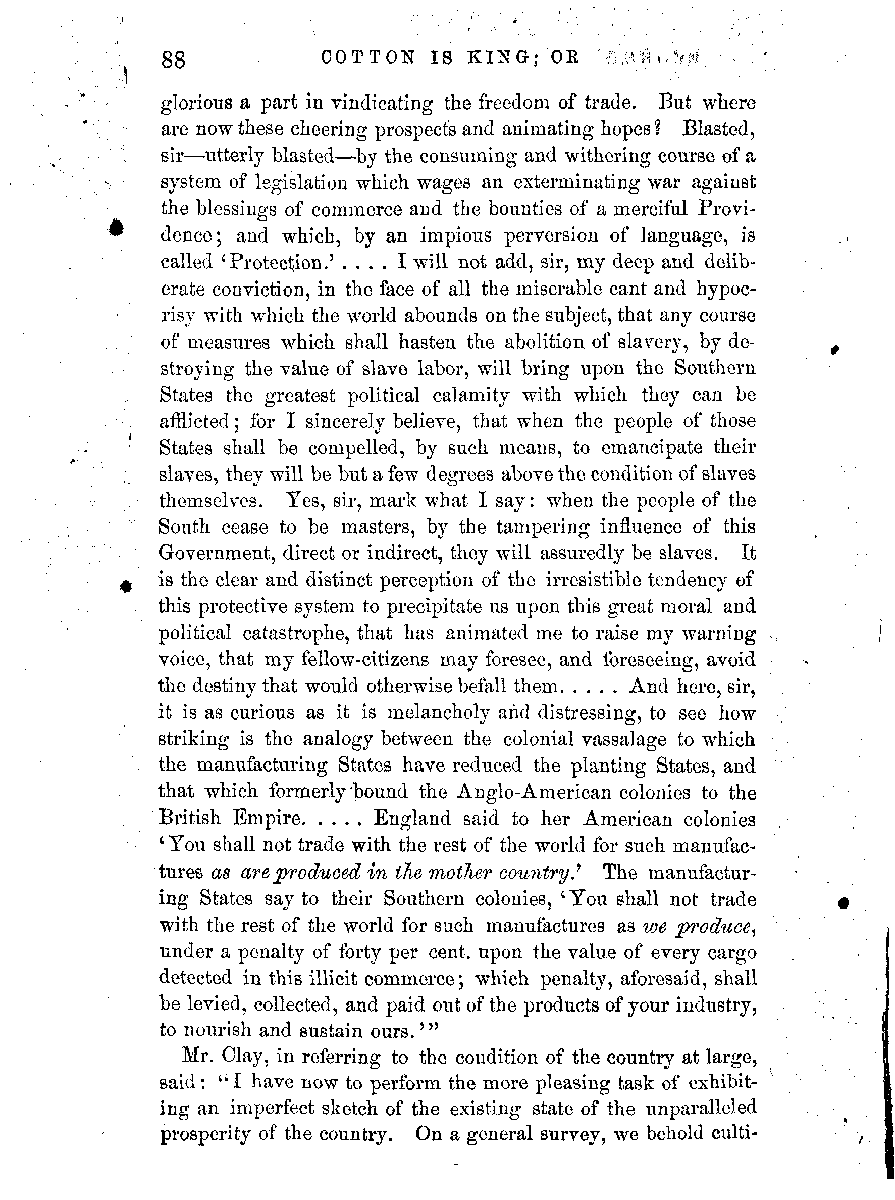 88 COTTON IS KING; OR
glorious a part in vindicating the freedom of trade. But where
are now these cheering prospects and animating hopes? Blasted,
sir—utterly blasted—by the consuming and withering course of a
system of legislation which wages an exterminating war against
the blessings of commerce and the bounties of a merciful Provi-
dence; and which, by an impious perversion of language, is
called 'Protection.' . . . . I will not add, sir, my deep and delib-
erate conviction, in the face of all the miserable cant and hypoc-
risy with which the world abounds on the subject, that any course
of measures which shall hasten the abolition of slavery, by de-
stroying the value of slave labor, will bring upon the Southern
States the greatest political calamity with which they can be
afflicted; for I sincerely believe, that when the people of those
States shall be compelled, by such means, to emancipate their
slaves, they will be but a few degrees above the condition of slaves
themselves. Yes, sir, mark what I say: when the people of the
South cease to be masters, by the tampering influence of this
Government, direct or indirect, they will assuredly be slaves. It
is the clear and distinct perception of the irresistible tendency of
this protective system to precipitate us upon this great moral and
political catastrophe, that has animated me to raise my warning
voice, that my fellow-citizens may foresee, and foreseeing, avoid
the destiny that would otherwise befall them. . . . . And here, sir,
it is as curious as it is melancholy and distressing, to see how
striking is the analogy between the colonial vassalage to which
the manufacturing States have reduced the planting States, and
that which formerly bound the Anglo-American colonies to the
British Empire. . . . . England said to her American colonies
'You shall not trade with the rest of the world for such manufac-
tures as are produced in the mother country.' The manufactur-
ing States say to their Southern colonies, 'You shall not trade
with the rest of the world for such manufactures as we produce,
under a penalty of forty per cent. upon the value of every cargo
detected in this illicit commerce; which penalty, aforesaid, shall
be levied, collected, and paid out of the products of your industry,
to nourish and sustain ours.'"
Mr. Clay, in referring to the condition of the country at large,
said: "I have now to perform the more pleasing task of exhibit-
ing an imperfect sketch of the existing state of the unparalleled
prosperity of the country. On a general survey, we behold culti-